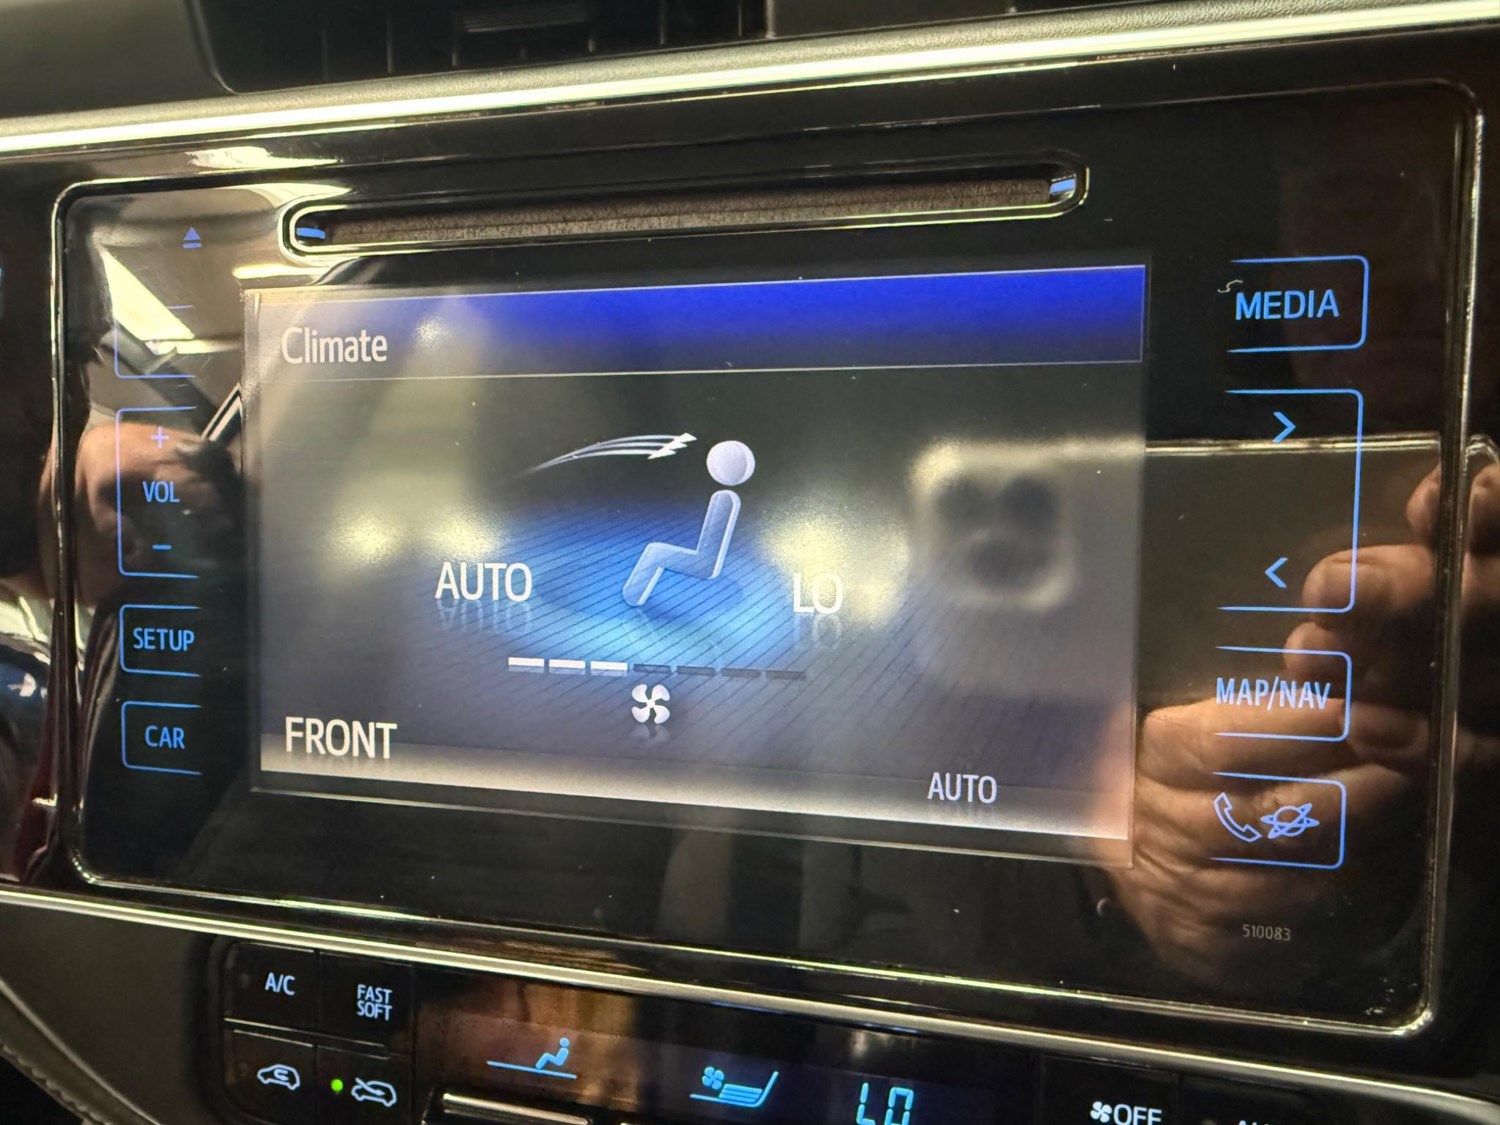 Climate
MEDIA
+
VOL
-
AUTO
LO
SETUP
MAP/NAV
CAR
FRONT
AUTO
510083
A/C
FAST
SOFT
LO
OFF